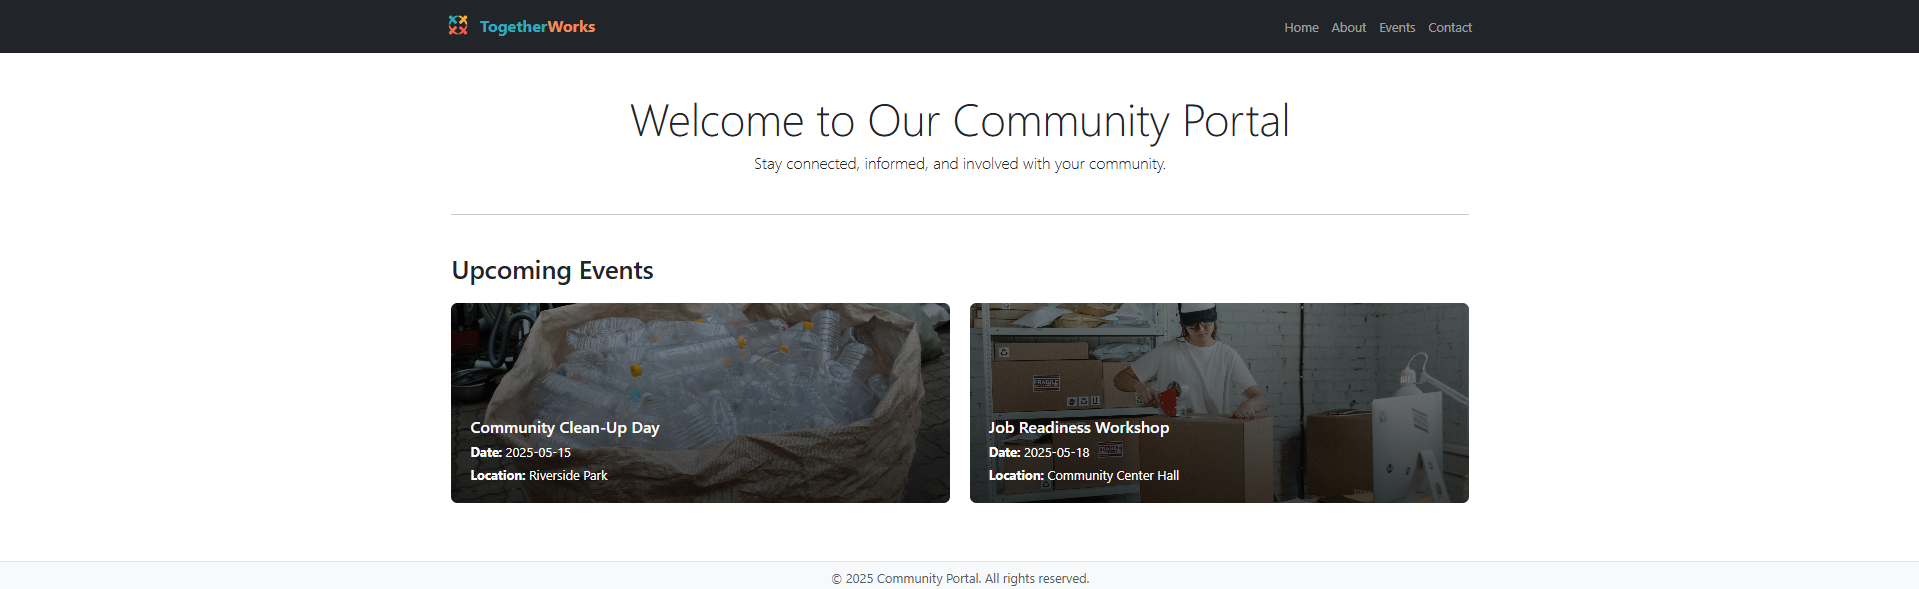 TogetherWorks
Home About Events Contact
Welcome to Our Community Portal
Stay connected, informed, and involved with your community.
Upcoming Events
FRAGILE
Community Clean-Up Day
Date: 2025-05-15
Location: Riverside Park
Job Readiness Workshop
Date: 2025-05-18
Location: Community Center Hall
© 2025 Community Portal. All rights reserved.